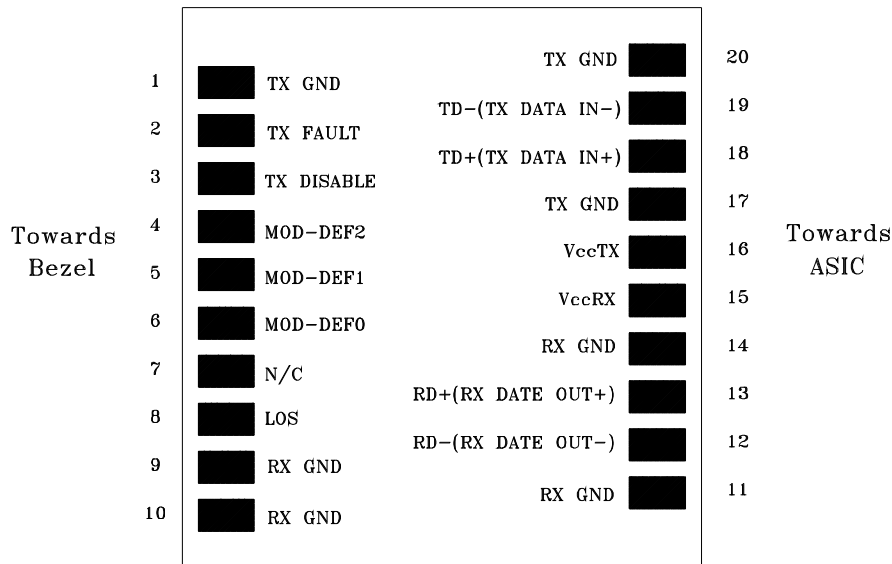 TX GND 20
1 TX GND
TD-(TX DATA IN-) 19
2 TX FAULT
TD+(TX DATA IN+) 18
3 TX DISABLE
TX GND 17
4 MOD-DEF2
Towards
Bezel
VccTX 16
Towards
ASIC
5 MOD-DEF1
VccRX 15
6 MOD-DEF0
RX GND 14
7 N/C
RD+(RX DATE OUT+) 13
8 LOS
RD-(RX DATE OUT-) 12
9 RX GND
RX GND 11
10 RX GND